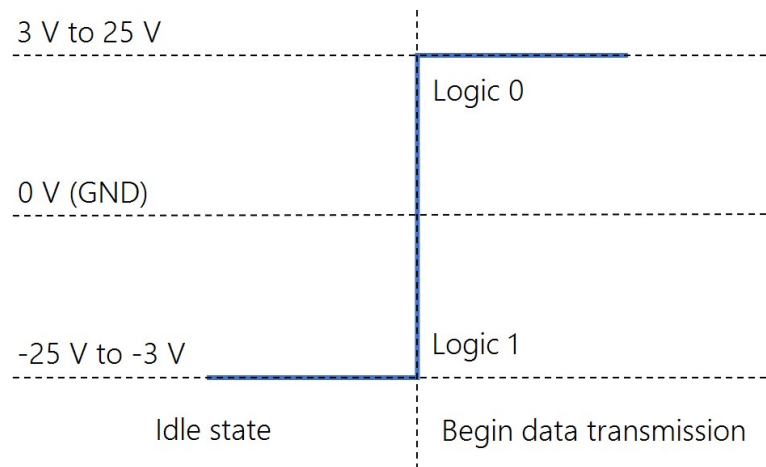 3 V to 25 V
Logic 0
0 V (GND)
-25 V to -3 V
Logic 1
Idle state
Begin data transmission